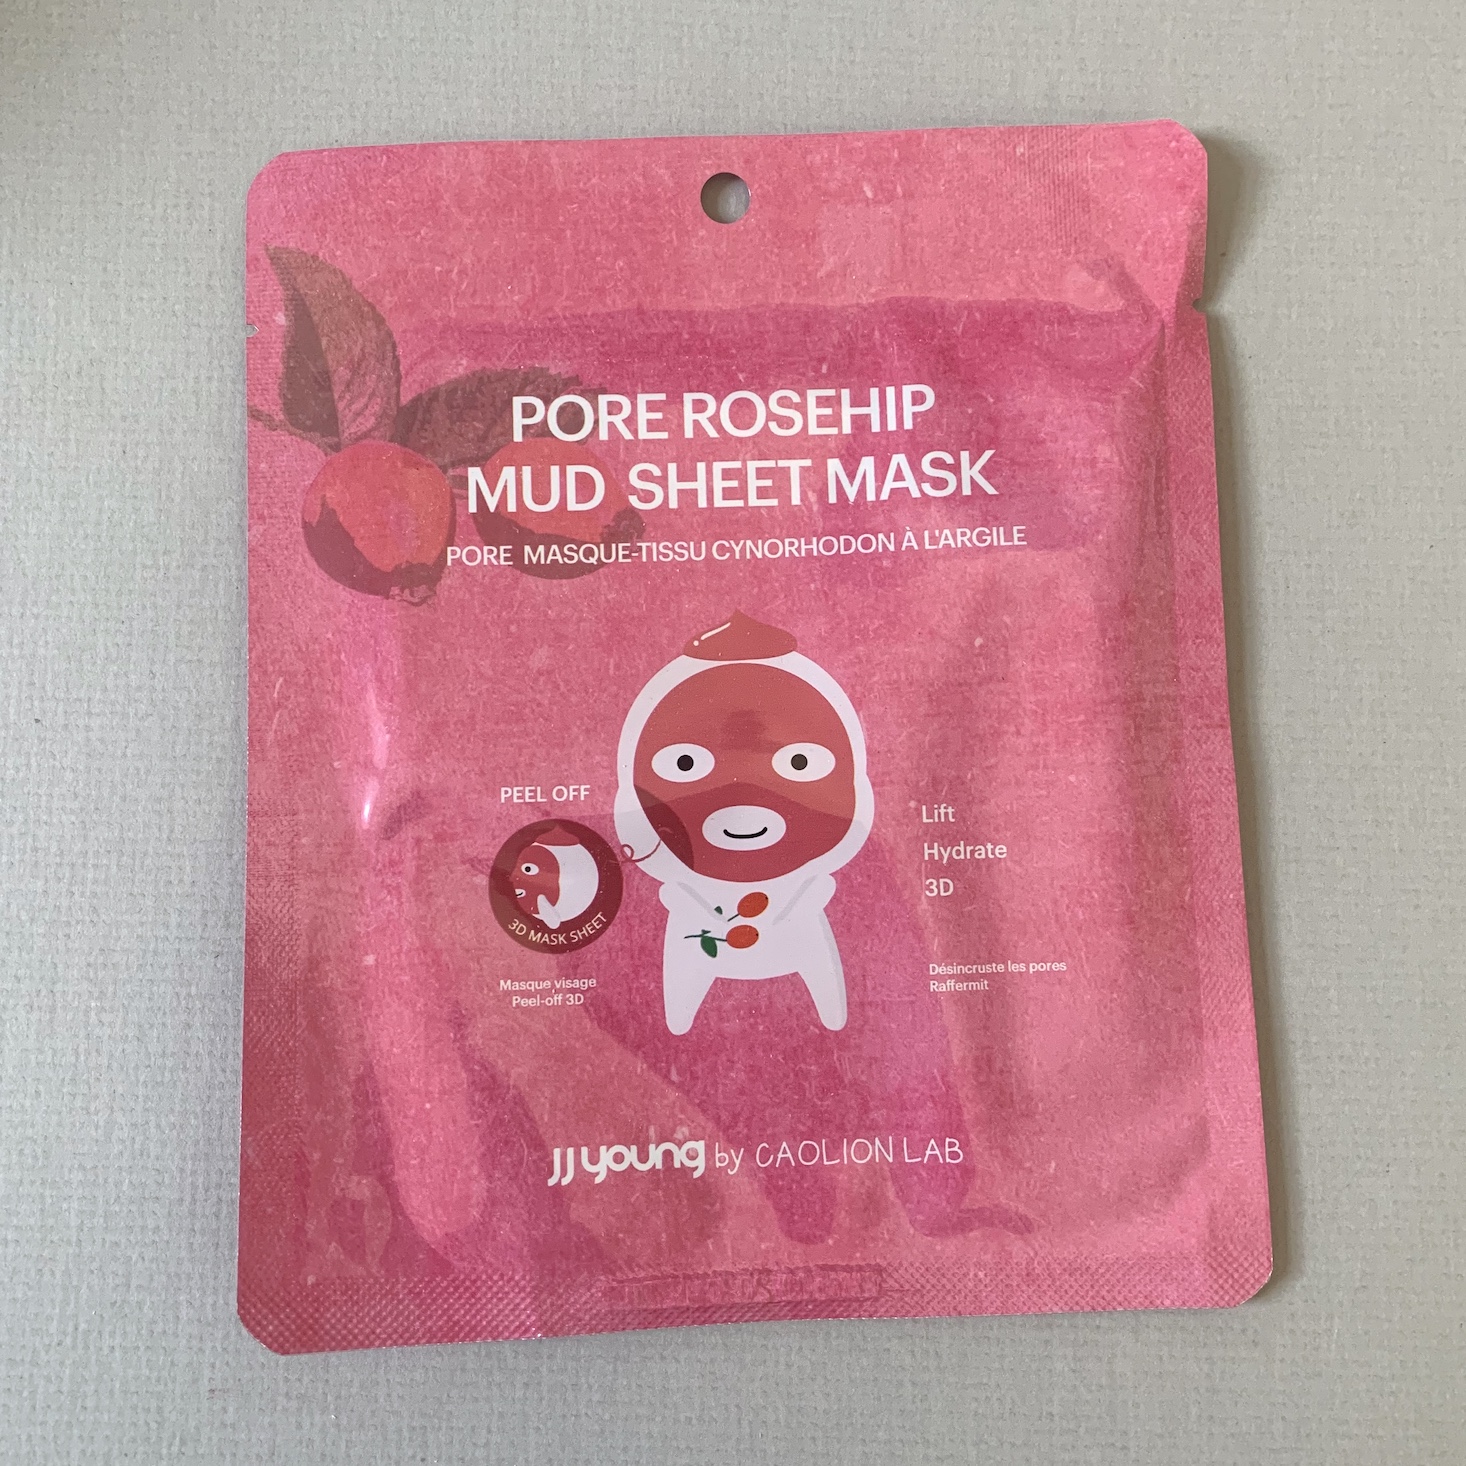 PORE ROSEHIP
MUD SHEET MASK
PORE MASQUE-TISSU CYNORHODON À L'ARGILE
PEEL OFF
3D MASK SHEET
Masque visage
Peel-off 3D
Lift
Hydrate
3D
Désincruste les pores
Raffermit
JJ young by CAOLION LAB